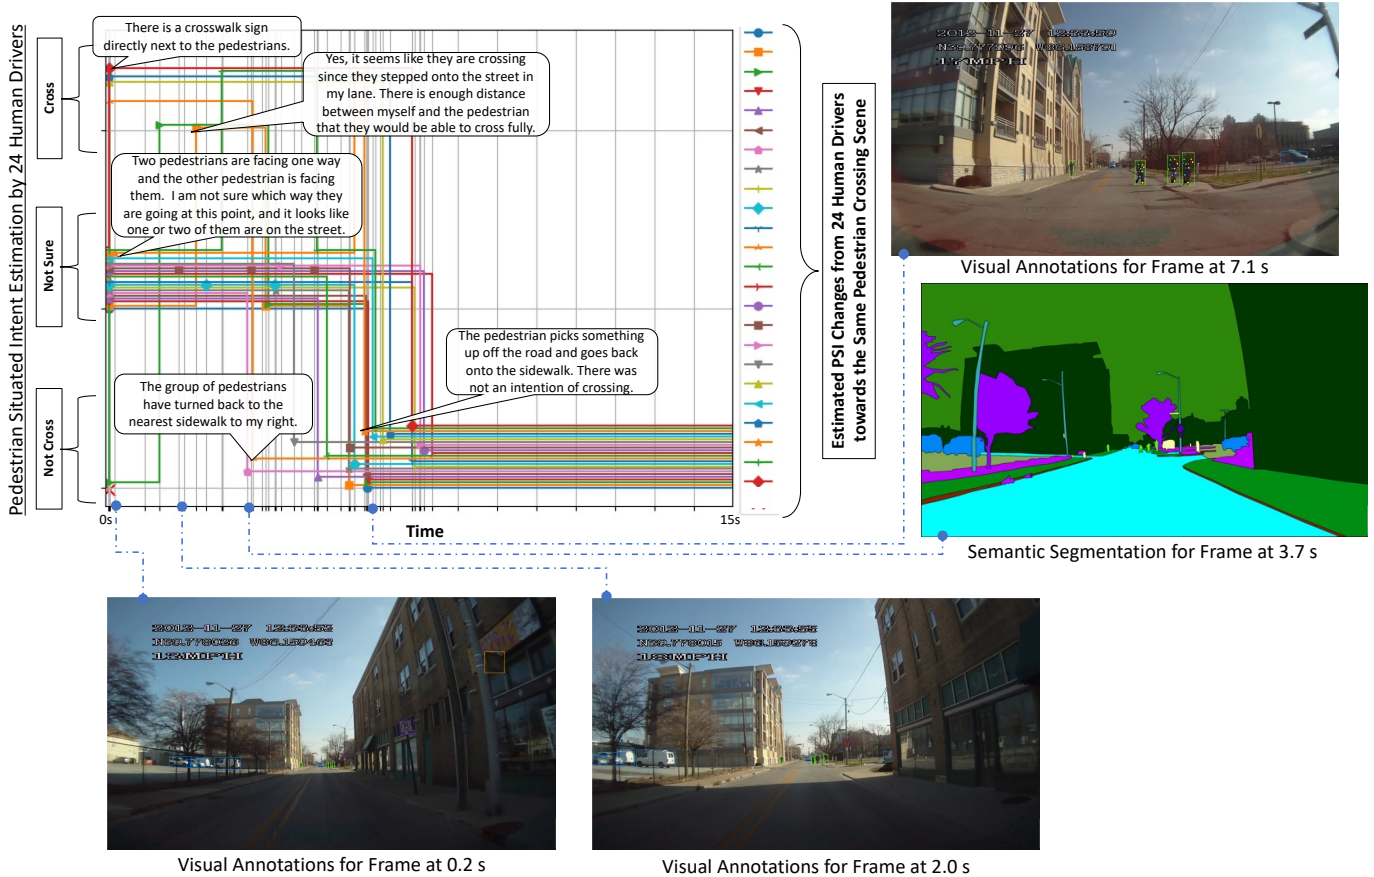 Pedestrian Situated Intent Estimation by 24 Human Drivers
Cross
Not Sure
Not Cross
There is a crosswalk sign
directly next to the pedestrians.
Yes, it seems like they are crossing
since they stepped onto the street in
my lane. There is enough distance
between myself and the pedestrian
that they would be able to cross fully.
Two pedestrians are facing one way
and the other pedestrian is facing
them. I am not sure which way they
are going at this point, and it looks like
one or two of them are on the street.
The pedestrian picks something
up off the road and goes back
onto the sidewalk. There was
not an intention of crossing.
The group of pedestrians
have turned back to the
nearest sidewalk to my right.
0s
15s
Time
Estimated PSI Changes from 24 Human Drivers
towards the Same Pedestrian Crossing Scene
Visual Annotations for Frame at 7.1 s
Semantic Segmentation for Frame at 3.7 s
Visual Annotations for Frame at 0.2 s
Visual Annotations for Frame at 2.0 s